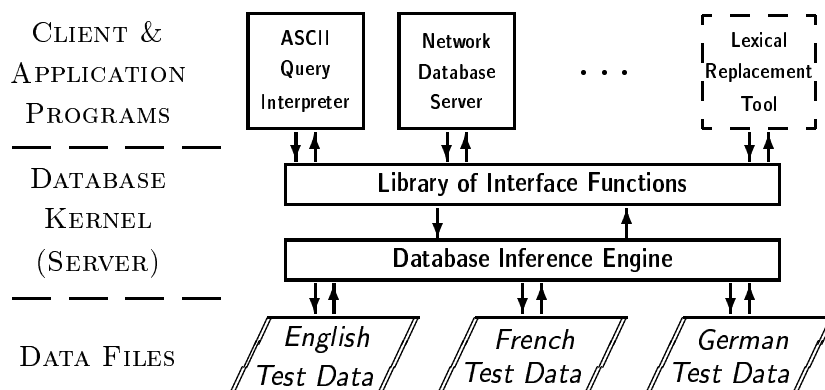 CLIENT &
APPLICATION
PROGRAMS
ASCII
Query
Interpreter
Network
Database
Server
. . .
Lexical
Replacement
Tool
DATABASE
KERNEL
(SERVER)
Library of Interface Functions
Database Inference Engine
DATA FILES
English
Test Data
French
Test Data
German
Test Data